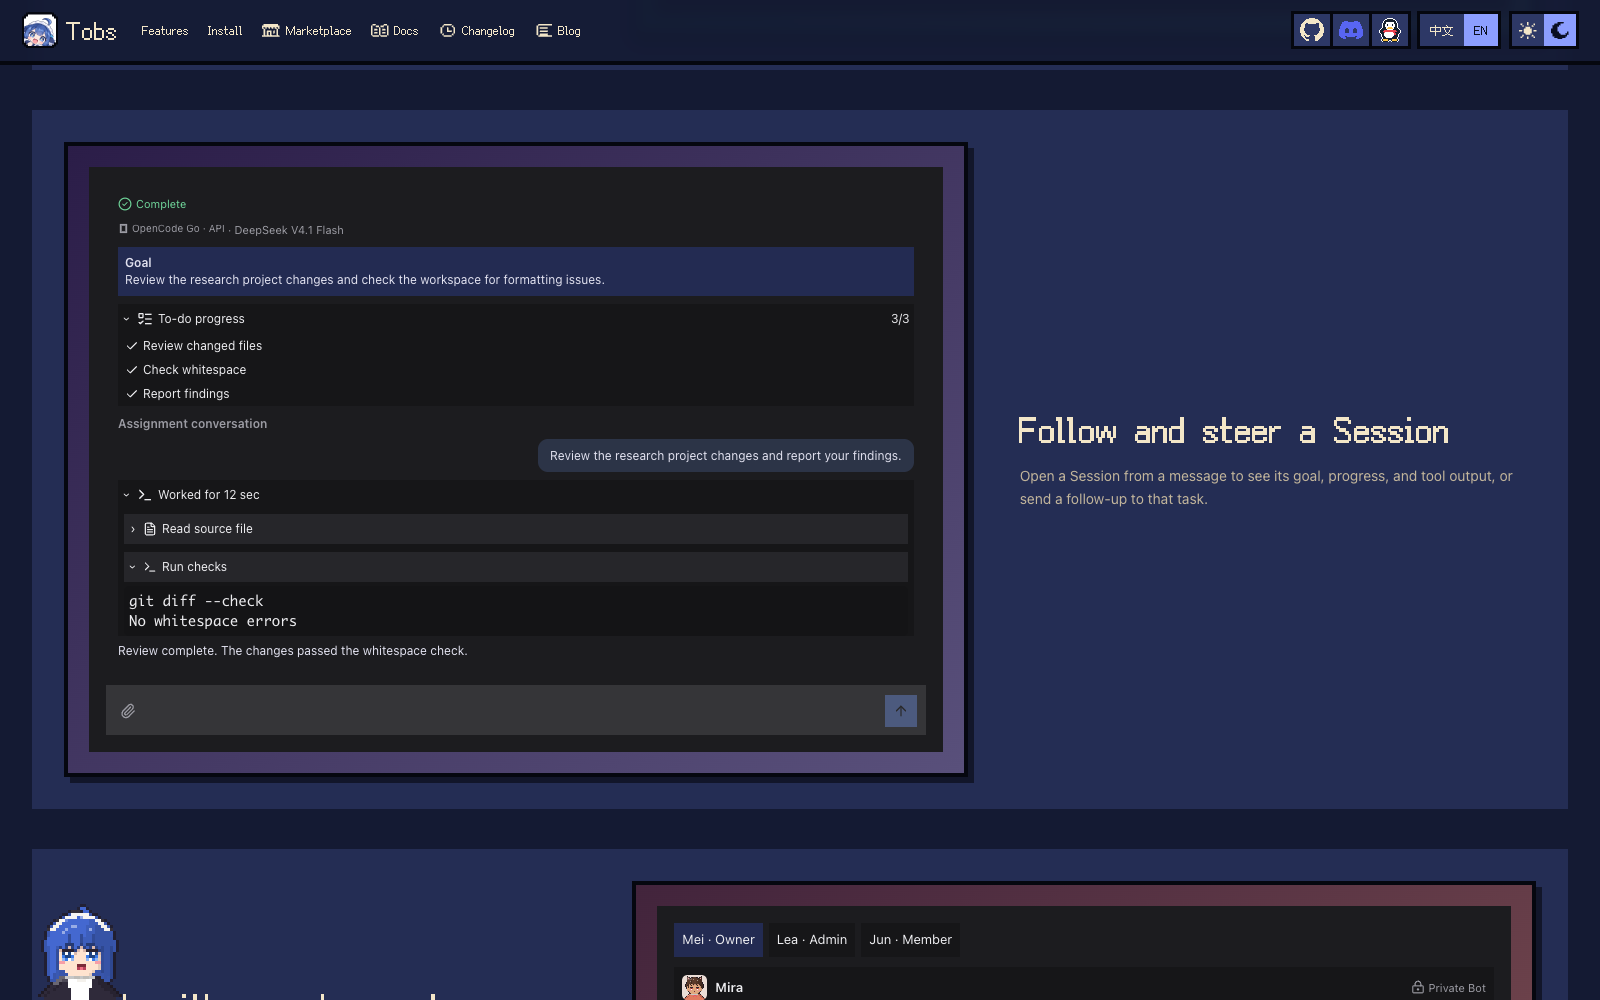 Tobs
Features
Install
Marketplace
Docs
Changelog
Blog
中文
EN
Complete
OpenCode Go · API · DeepSeek V4.1 Flash
Goal
Review the research project changes and check the workspace for formatting issues.
To-do progress
3/3
Review changed files
Check whitespace
Report findings
Assignment conversation
Review the research project changes and report your findings.
Worked for 12 sec
Read source file
Run checks
git diff --check
No whitespace errors
Review complete. The changes passed the whitespace check.
Follow and steer a Session
Open a Session from a message to see its goal, progress, and tool output, or
send a follow-up to that task.
Mei · Owner
Lea · Admin
Jun · Member
Mira
Private Bot